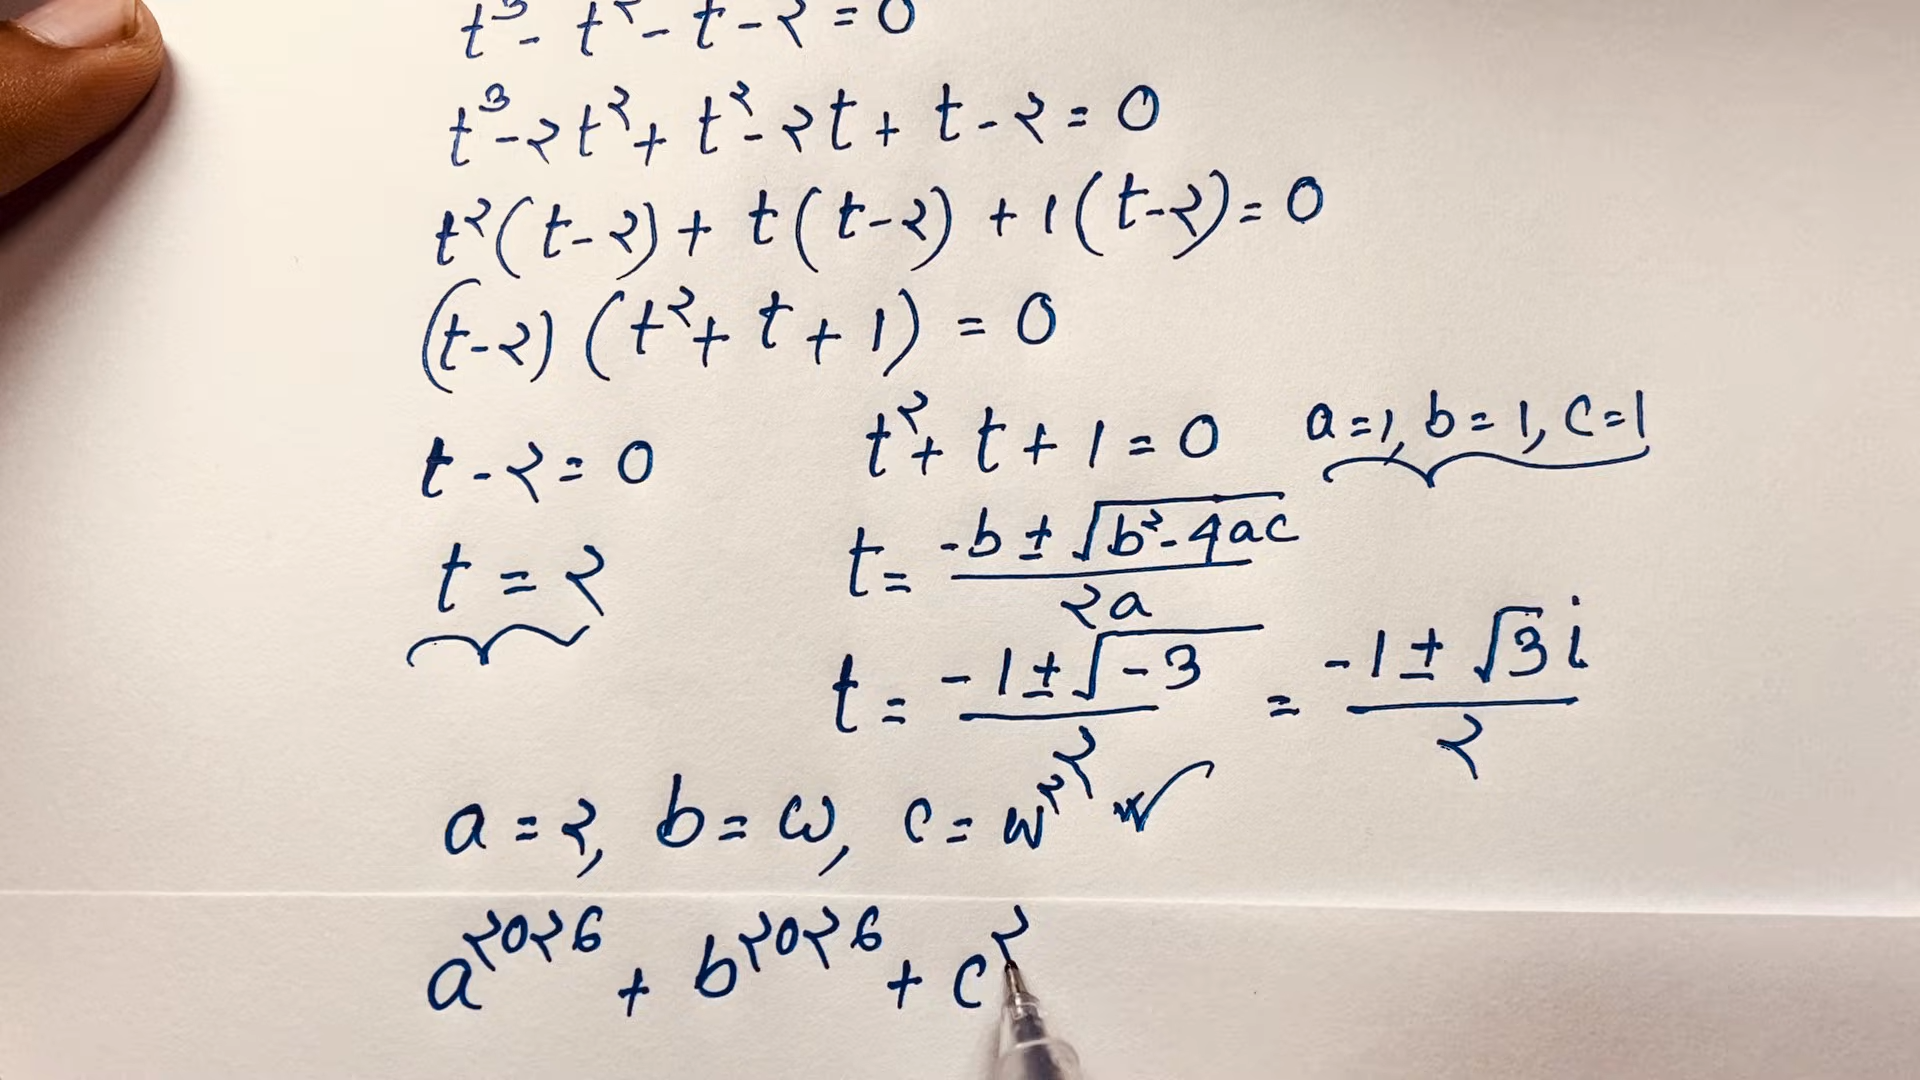 t³ - t² - t - 2 = 0
t³ - 2t² + t² - 2t + t - 2 = 0
t²(t-2) + t(t-2) + 1(t-2) = 0
(t-2) (t² + t + 1) = 0
t - 2 = 0
t = 2
t² + t + 1 = 0 a=1, b=1, c=1
t = (-b ± √(b²-4ac))/2a
t = (-1 ± √-3)/2 = (-1 ± √3 i)/2
a = 2, b = ω, c = ω²
a²⁰²⁶ + b²⁰²⁶ + c²